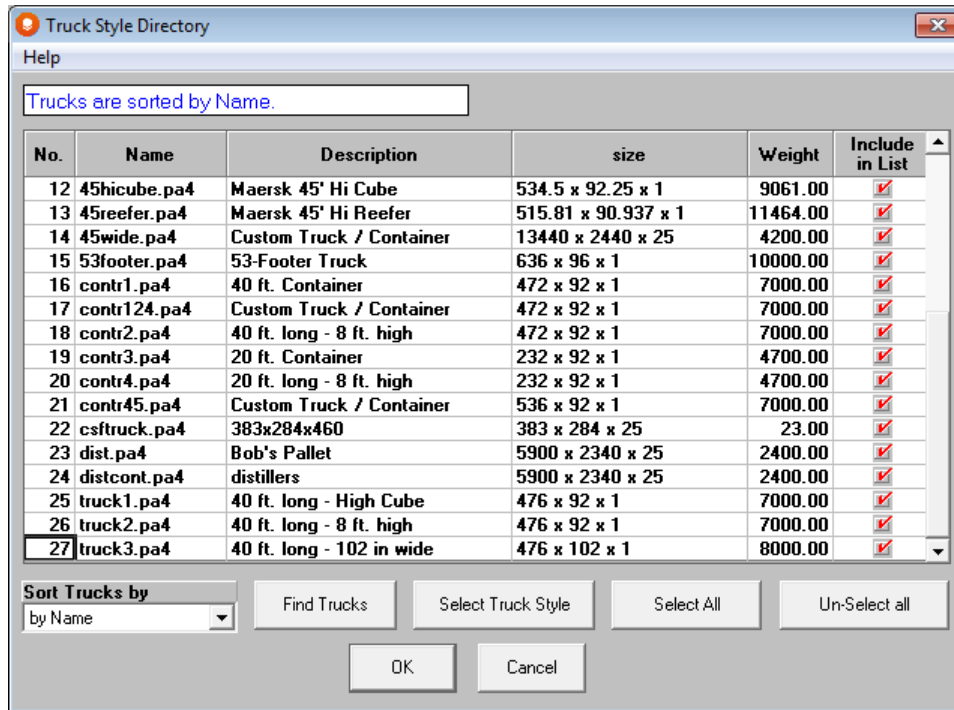 Truck Style Directory
Help
Trucks are sorted by Name.
No. Name Description size Weight Include in List
12 45hicube.pa4 Maersk 45' Hi Cube 534.5 x 92.25 x 1 9061.00
13 45reefer.pa4 Maersk 45' Hi Reefer 515.81 x 90.937 x 1 11464.00
14 45wide.pa4 Custom Truck / Container 13440 x 2440 x 25 4200.00
15 53footer.pa4 53-Footer Truck 636 x 96 x 1 10000.00
16 contr1.pa4 40 ft. Container 472 x 92 x 1 7000.00
17 contr124.pa4 Custom Truck / Container 472 x 92 x 1 7000.00
18 contr2.pa4 40 ft. long - 8 ft. high 472 x 92 x 1 7000.00
19 contr3.pa4 20 ft. Container 232 x 92 x 1 4700.00
20 contr4.pa4 20 ft. long - 8 ft. high 232 x 92 x 1 4700.00
21 contr45.pa4 Custom Truck / Container 536 x 92 x 1 7000.00
22 csftruck.pa4 383x284x460 383 x 284 x 25 23.00
23 dist.pa4 Bob's Pallet 5900 x 2340 x 25 2400.00
24 distcont.pa4 distillers 5900 x 2340 x 25 2400.00
25 truck1.pa4 40 ft. long - High Cube 476 x 92 x 1 7000.00
26 truck2.pa4 40 ft. long - 8 ft. high 476 x 92 x 1 7000.00
27 truck3.pa4 40 ft. long - 102 in wide 476 x 102 x 1 8000.00
Sort Trucks by
by Name
Find Trucks Select Truck Style Select All Un-Select all
OK Cancel